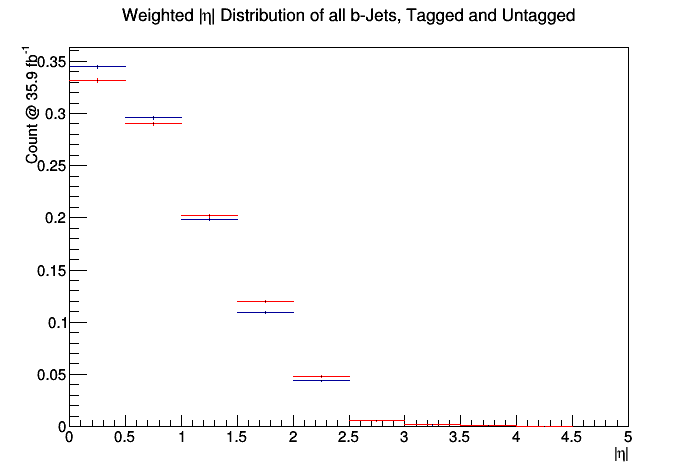 Weighted |η| Distribution of all b-Jets, Tagged and Untagged
Count @ 35.9 fb⁻¹
0.35
0.3
0.25
0.2
0.15
0.1
0.05
0
0 0.5 1 1.5 2 2.5 3 3.5 4 4.5 5
|η|